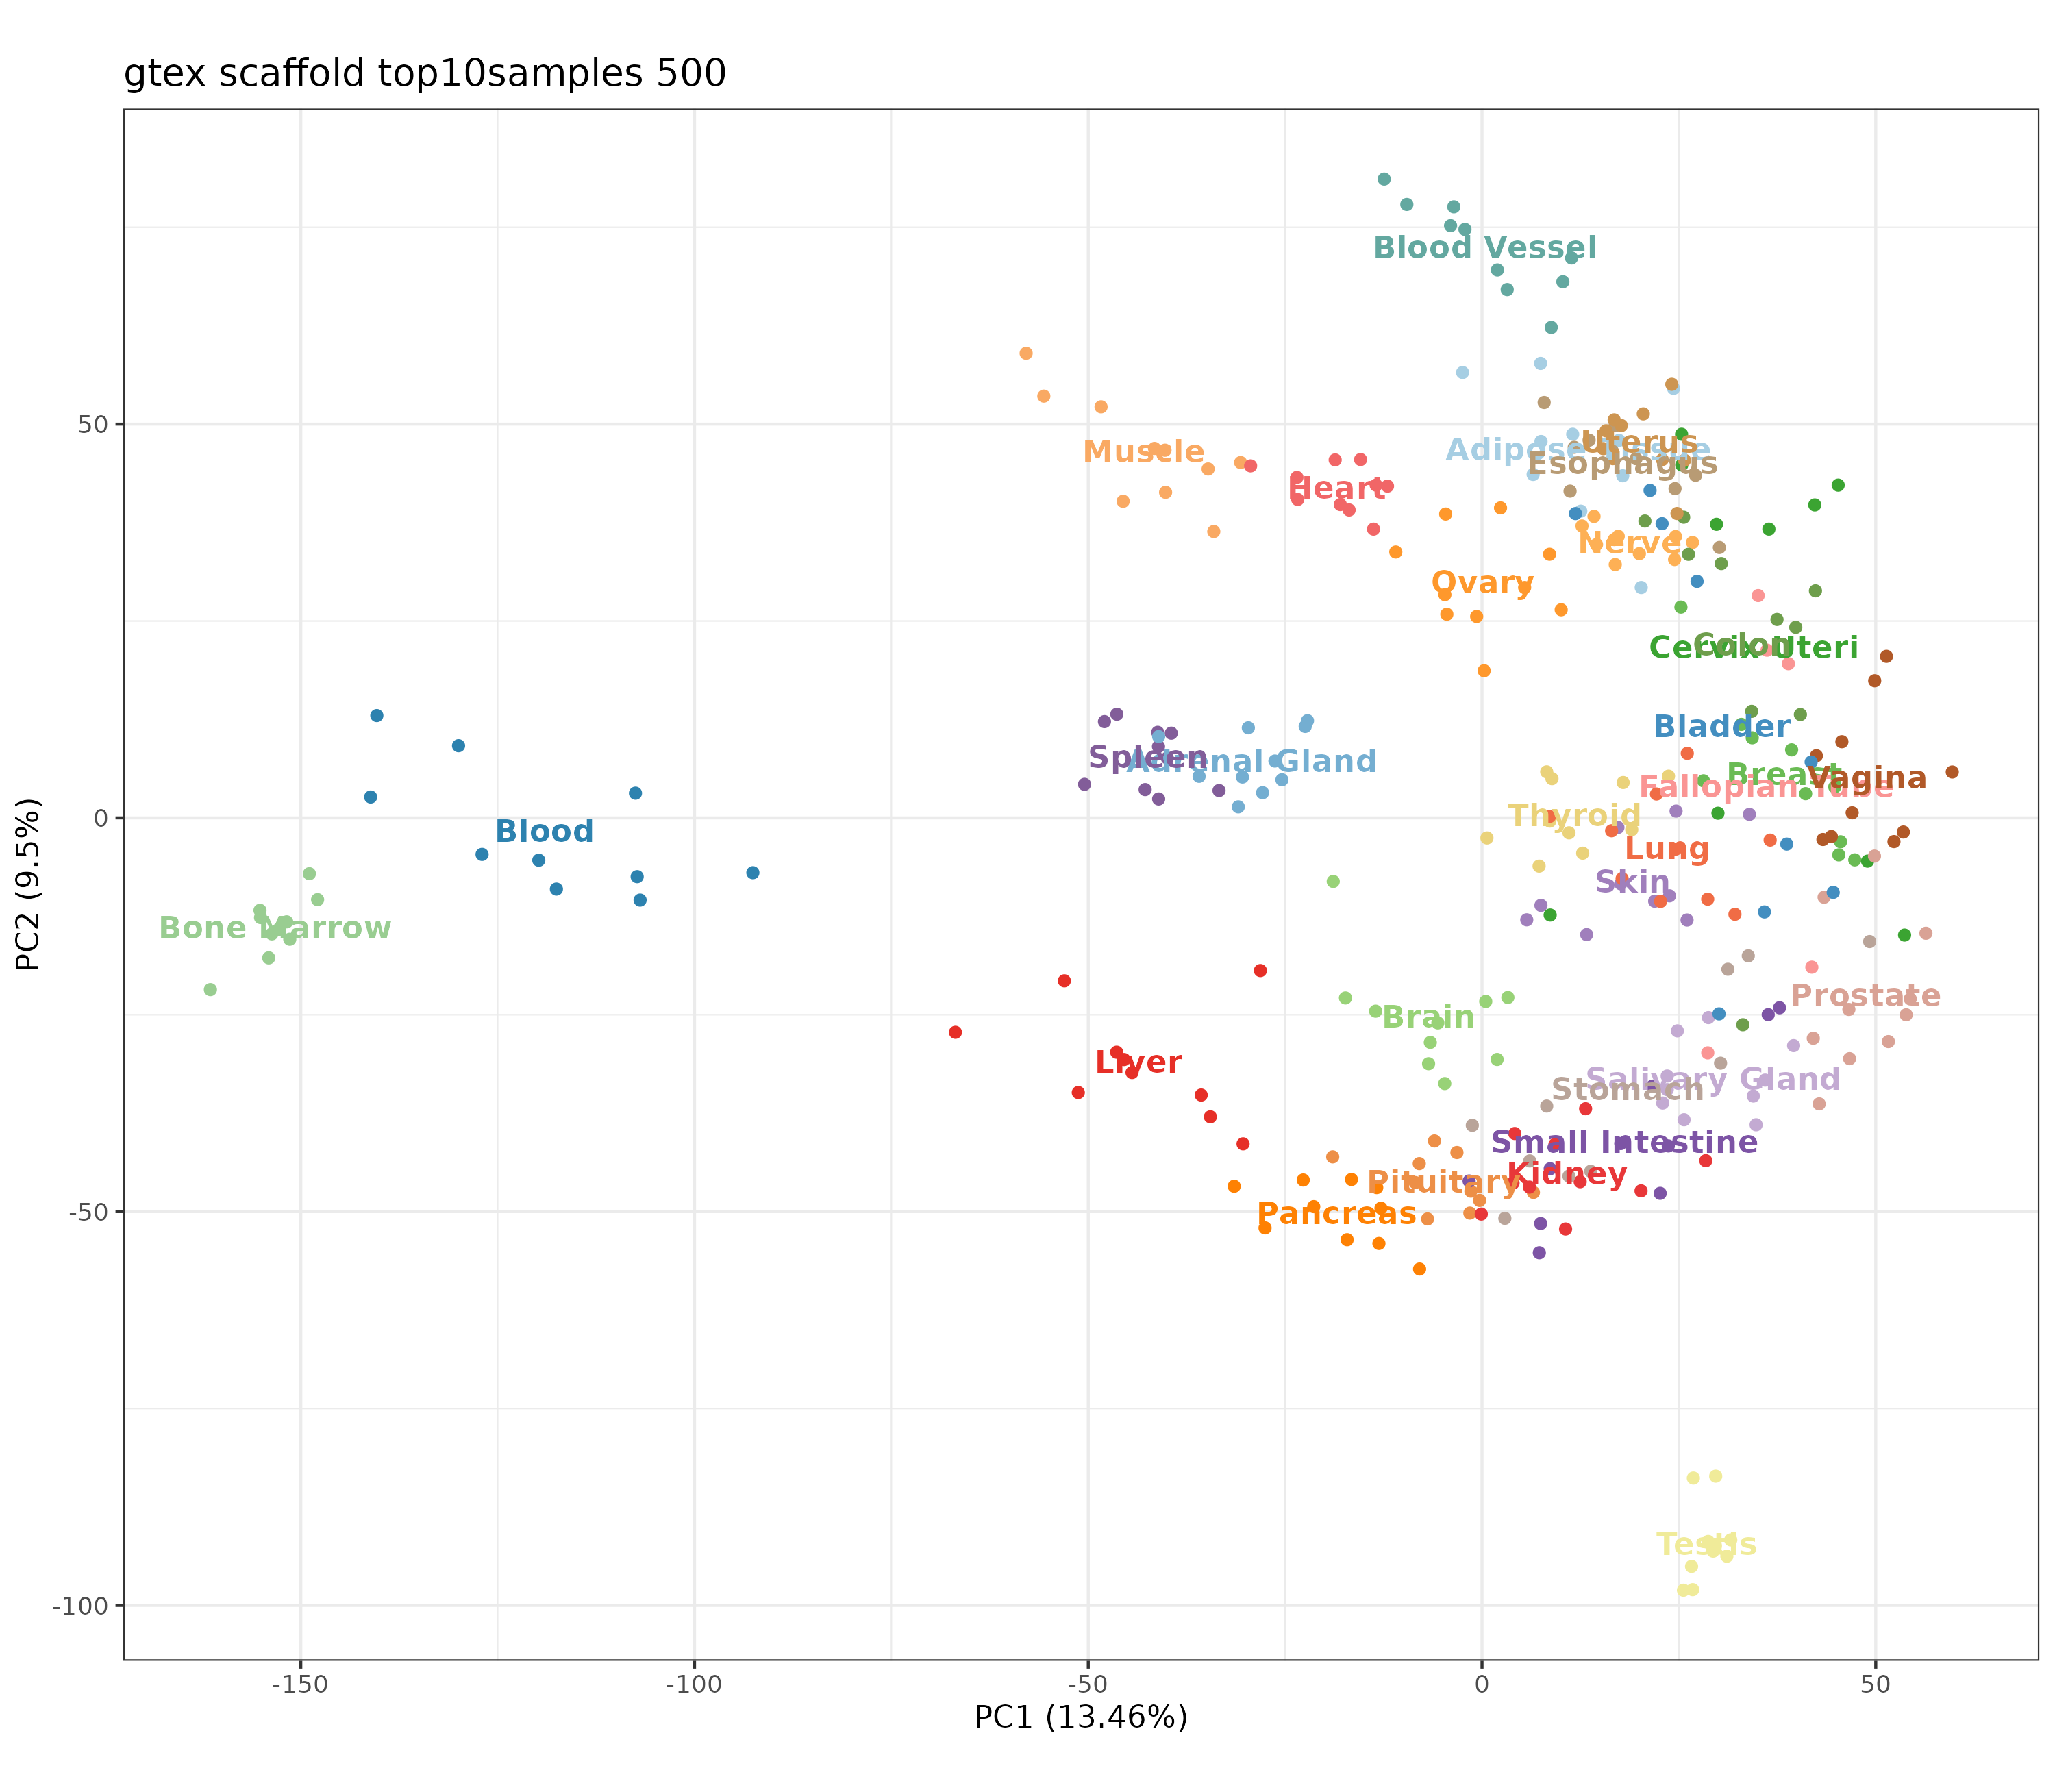 gtex scaffold top10samples 500
Blood Vessel
50
Muscle
Uterus
Adipose Tissue
Esophagus
Heart
Nerve
Ovary
Colon
Cervix Uteri
Bladder
Spleen
Adrenal Gland
Breast
Vagina
Fallopian Tube
0
Thyroid
Blood
Lung
Skin
Bone Marrow
PC2 (9.5%)
Prostate
Brain
Liver
Salivary Gland
Stomach
Small Intestine
Kidney
Pituitary
Pancreas
-50
Testis
-100
-150
-100
-50
0
50
PC1 (13.46%)